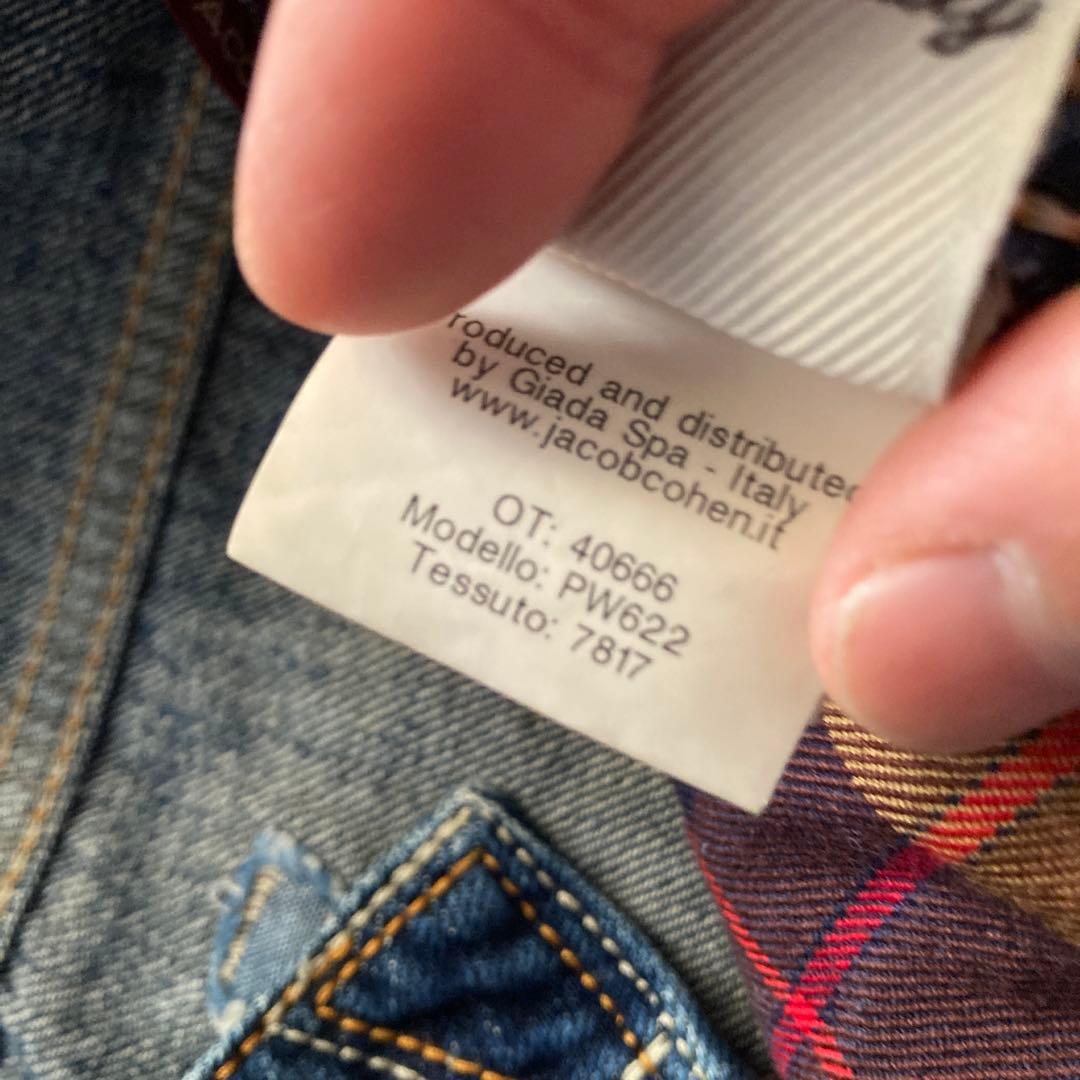 roduced and distributed
by Giada Spa - Italy
www.jacobcohen.it
OT: 40666
Modello: PW622
Tessuto: 7817